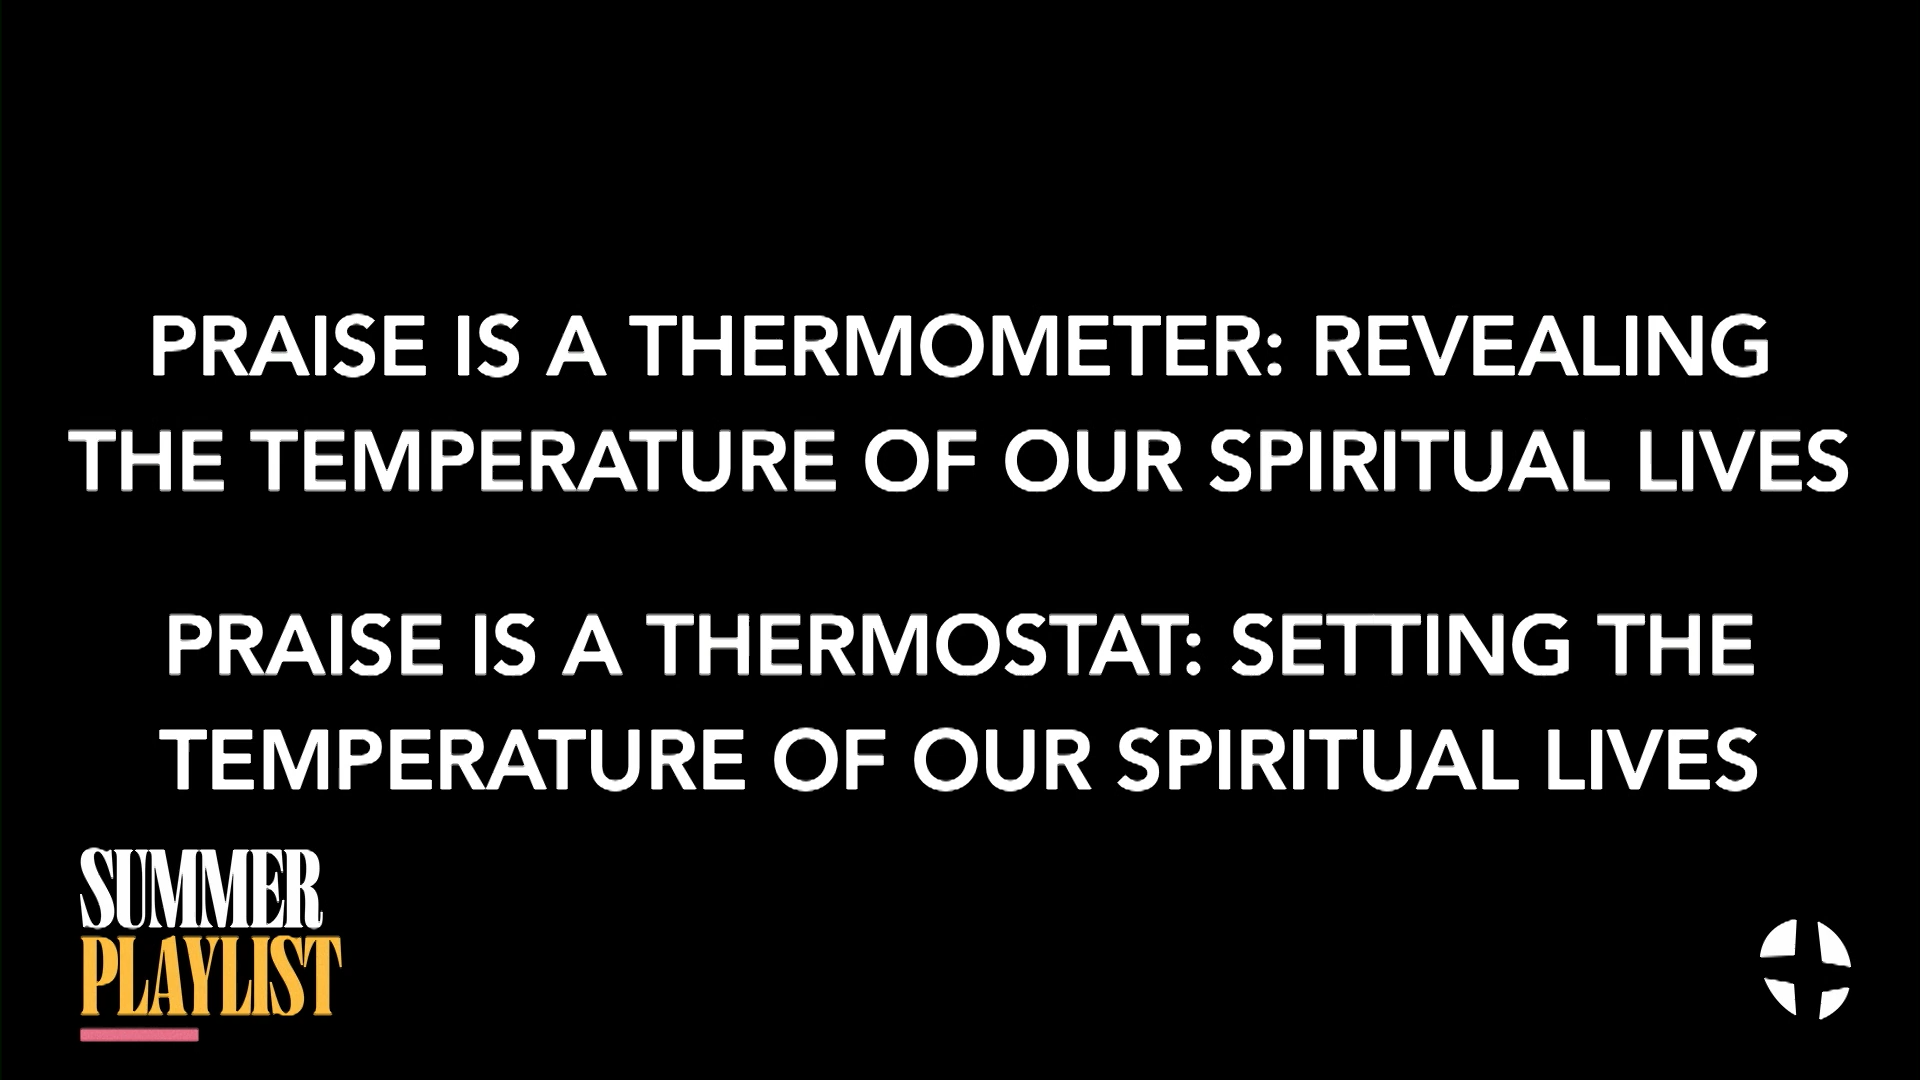 PRAISE IS A THERMOMETER: REVEALING
THE TEMPERATURE OF OUR SPIRITUAL LIVES
PRAISE IS A THERMOSTAT: SETTING THE
TEMPERATURE OF OUR SPIRITUAL LIVES
SUMMER
PLAYLIST